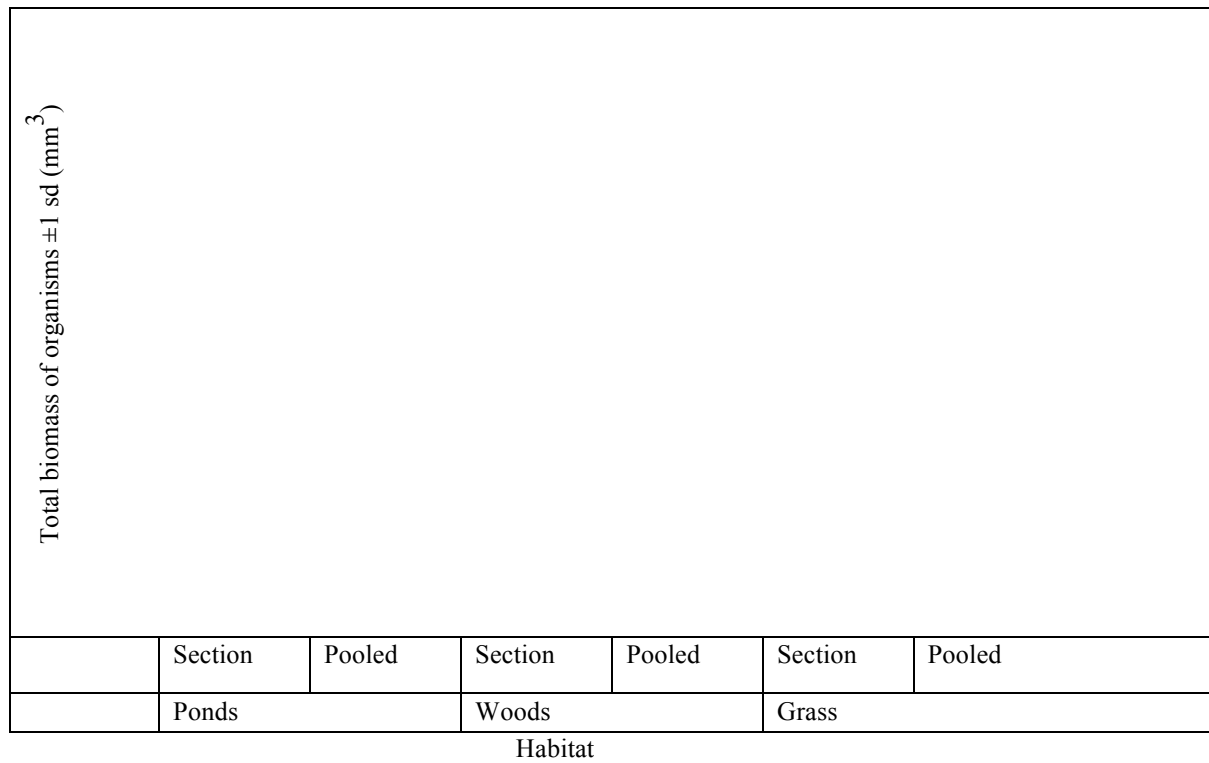 Total biomass of organisms ±1 sd (mm³)
Section Pooled Section Pooled Section Pooled
Ponds Woods Grass
Habitat